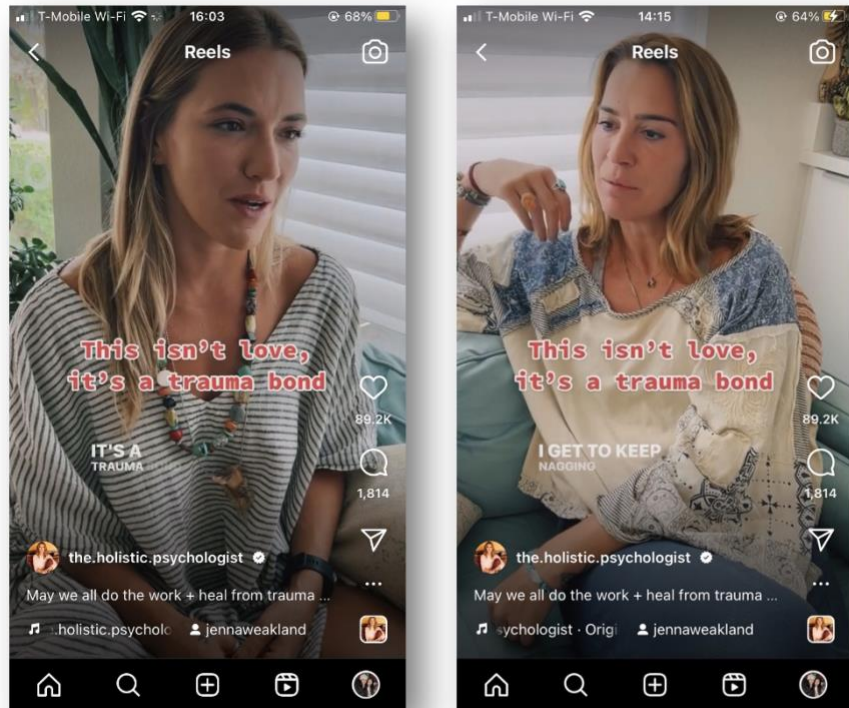 T-Mobile Wi-Fi 16:03 68%
Reels
This isn't love,
it's a trauma bond
89.2K
IT'S A
TRAUMA BOND
1,814
the.holistic.psychologist
May we all do the work + heal from trauma ...
.holistic.psycholo jennaweakland
T-Mobile Wi-Fi 14:15 64%
Reels
This isn't love,
it's a trauma bond
89.2K
I GET TO KEEP
NAGGING
1,814
the.holistic.psychologist
May we all do the work + heal from trauma ...
sychologist · Origi jennaweakland